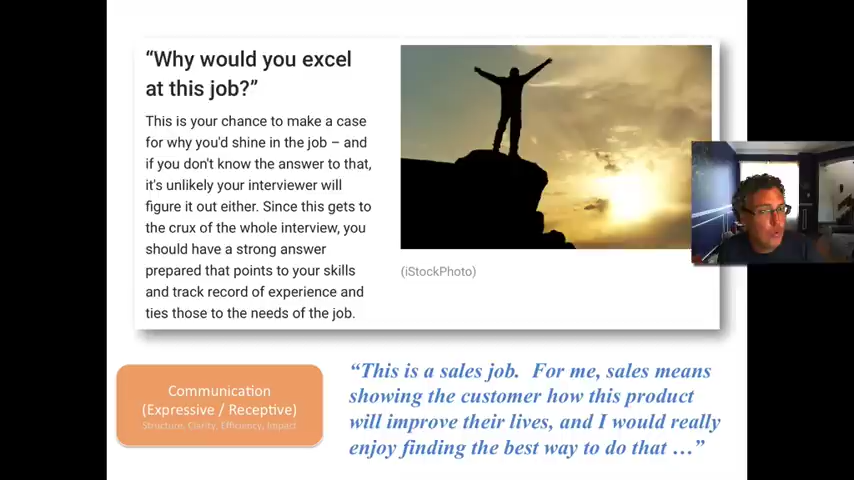 “Why would you excel
at this job?”
This is your chance to make a case
for why you'd shine in the job – and
if you don't know the answer to that,
it's unlikely your interviewer will
figure it out either. Since this gets to
the crux of the whole interview, you
should have a strong answer
prepared that points to your skills
and track record of experience and
ties those to the needs of the job.
(iStockPhoto)
Communication
(Expressive / Receptive)
Structure, Clarity, Efficiency, Impact
“This is a sales job. For me, sales means
showing the customer how this product
will improve their lives, and I would really
enjoy finding the best way to do that …”